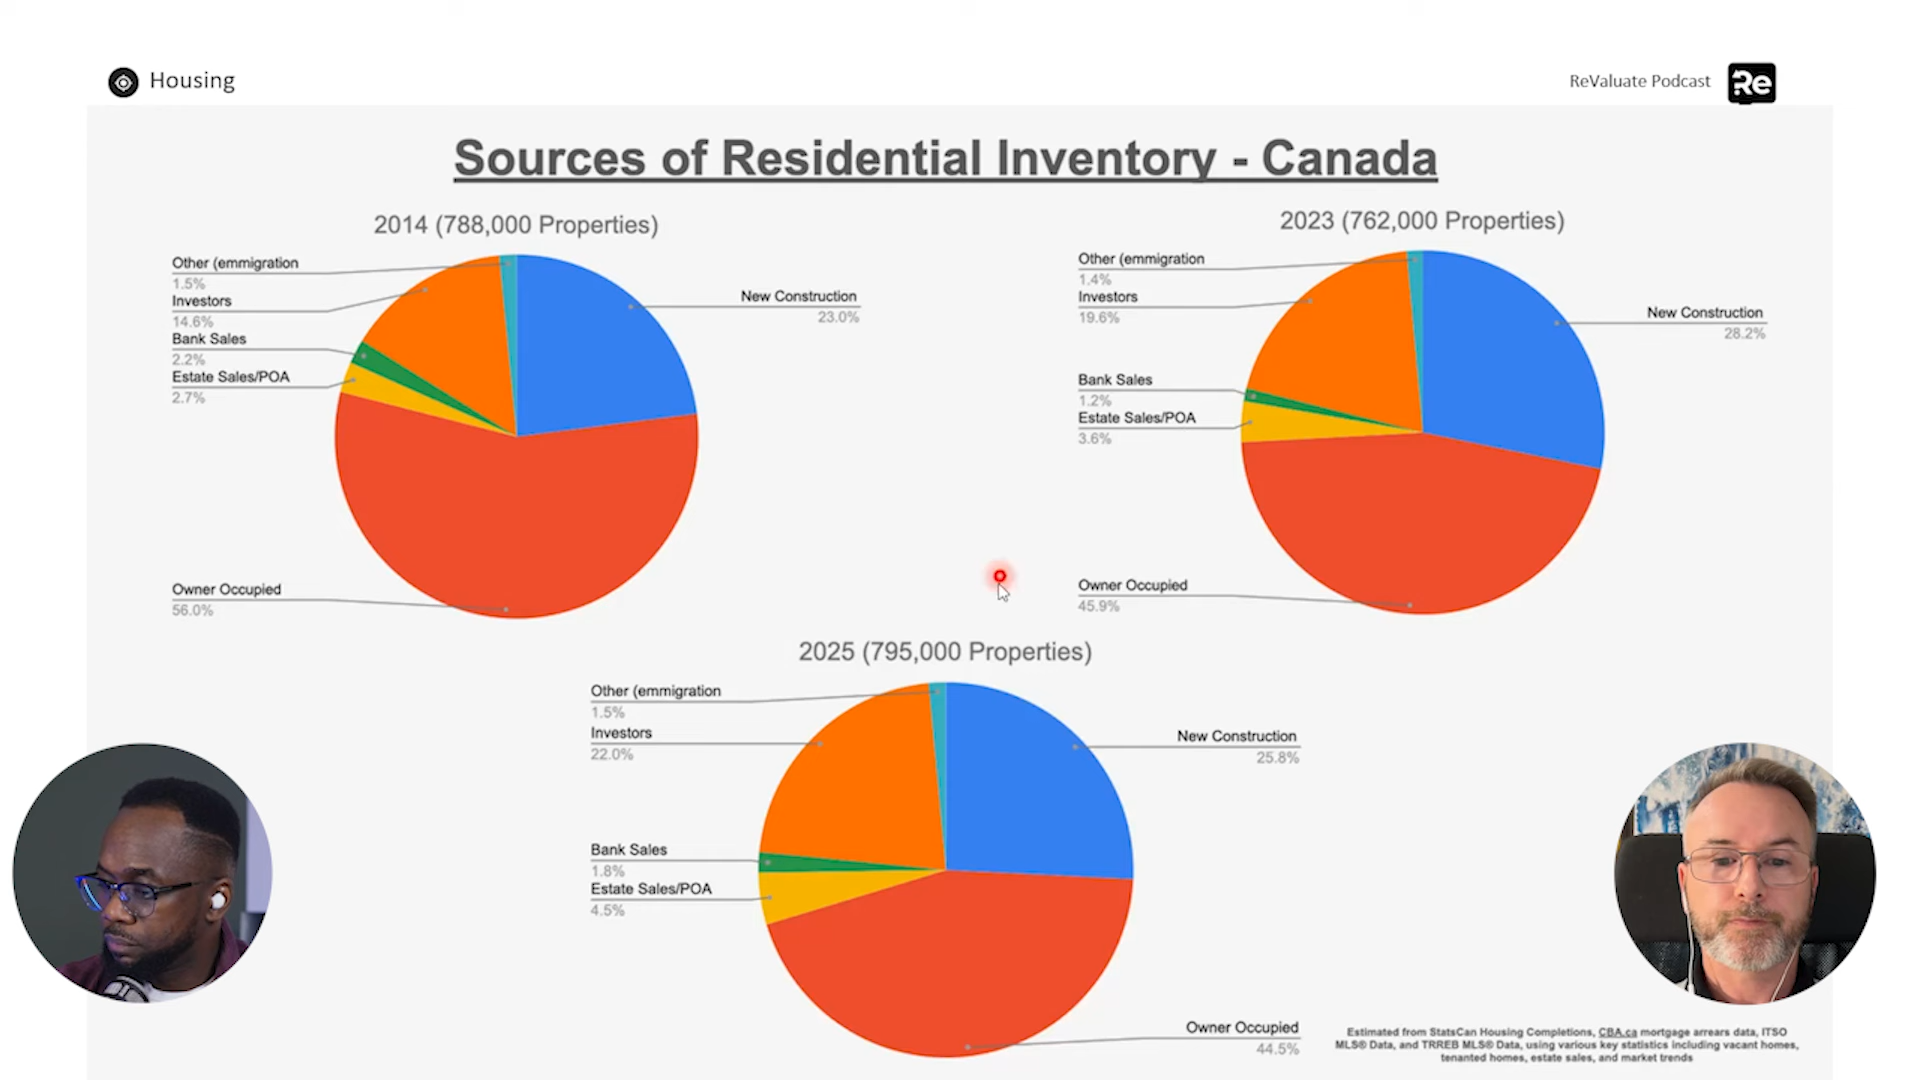 Housing
ReValuate Podcast
Re
Sources of Residential Inventory - Canada
2014 (788,000 Properties)
Other (emmigration
1.5%
Investors
14.6%
Bank Sales
2.2%
Estate Sales/POA
2.7%
New Construction
23.0%
Owner Occupied
56.0%
2023 (762,000 Properties)
Other (emmigration
1.4%
Investors
19.6%
Bank Sales
1.2%
Estate Sales/POA
3.6%
New Construction
28.2%
Owner Occupied
45.9%
2025 (795,000 Properties)
Other (emmigration
1.5%
Investors
22.0%
Bank Sales
1.8%
Estate Sales/POA
4.5%
New Construction
25.8%
Owner Occupied
44.5%
Estimated from StatsCan Housing Completions, CBA.ca mortgage arrears data, ITSO
MLS® Data, and TRREB MLS® Data, using various key statistics including vacant homes,
tenanted homes, estate sales, and market trends